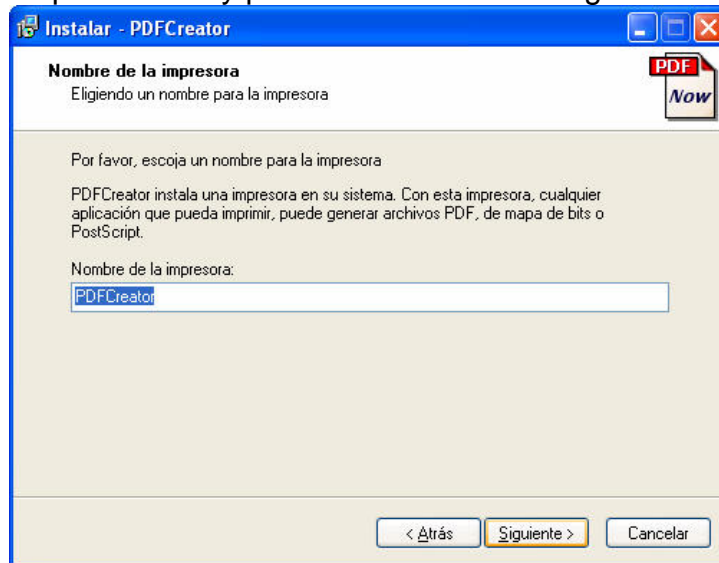 Instalar - PDFCreator
Nombre de la impresora
Eligiendo un nombre para la impresora
PDF
Now
Por favor, escoja un nombre para la impresora
PDFCreator instala una impresora en su sistema. Con esta impresora, cualquier
aplicación que pueda imprimir, puede generar archivos PDF, de mapa de bits o
PostScript.
Nombre de la impresora:
PDFCreator
< Atrás
Siguiente >
Cancelar